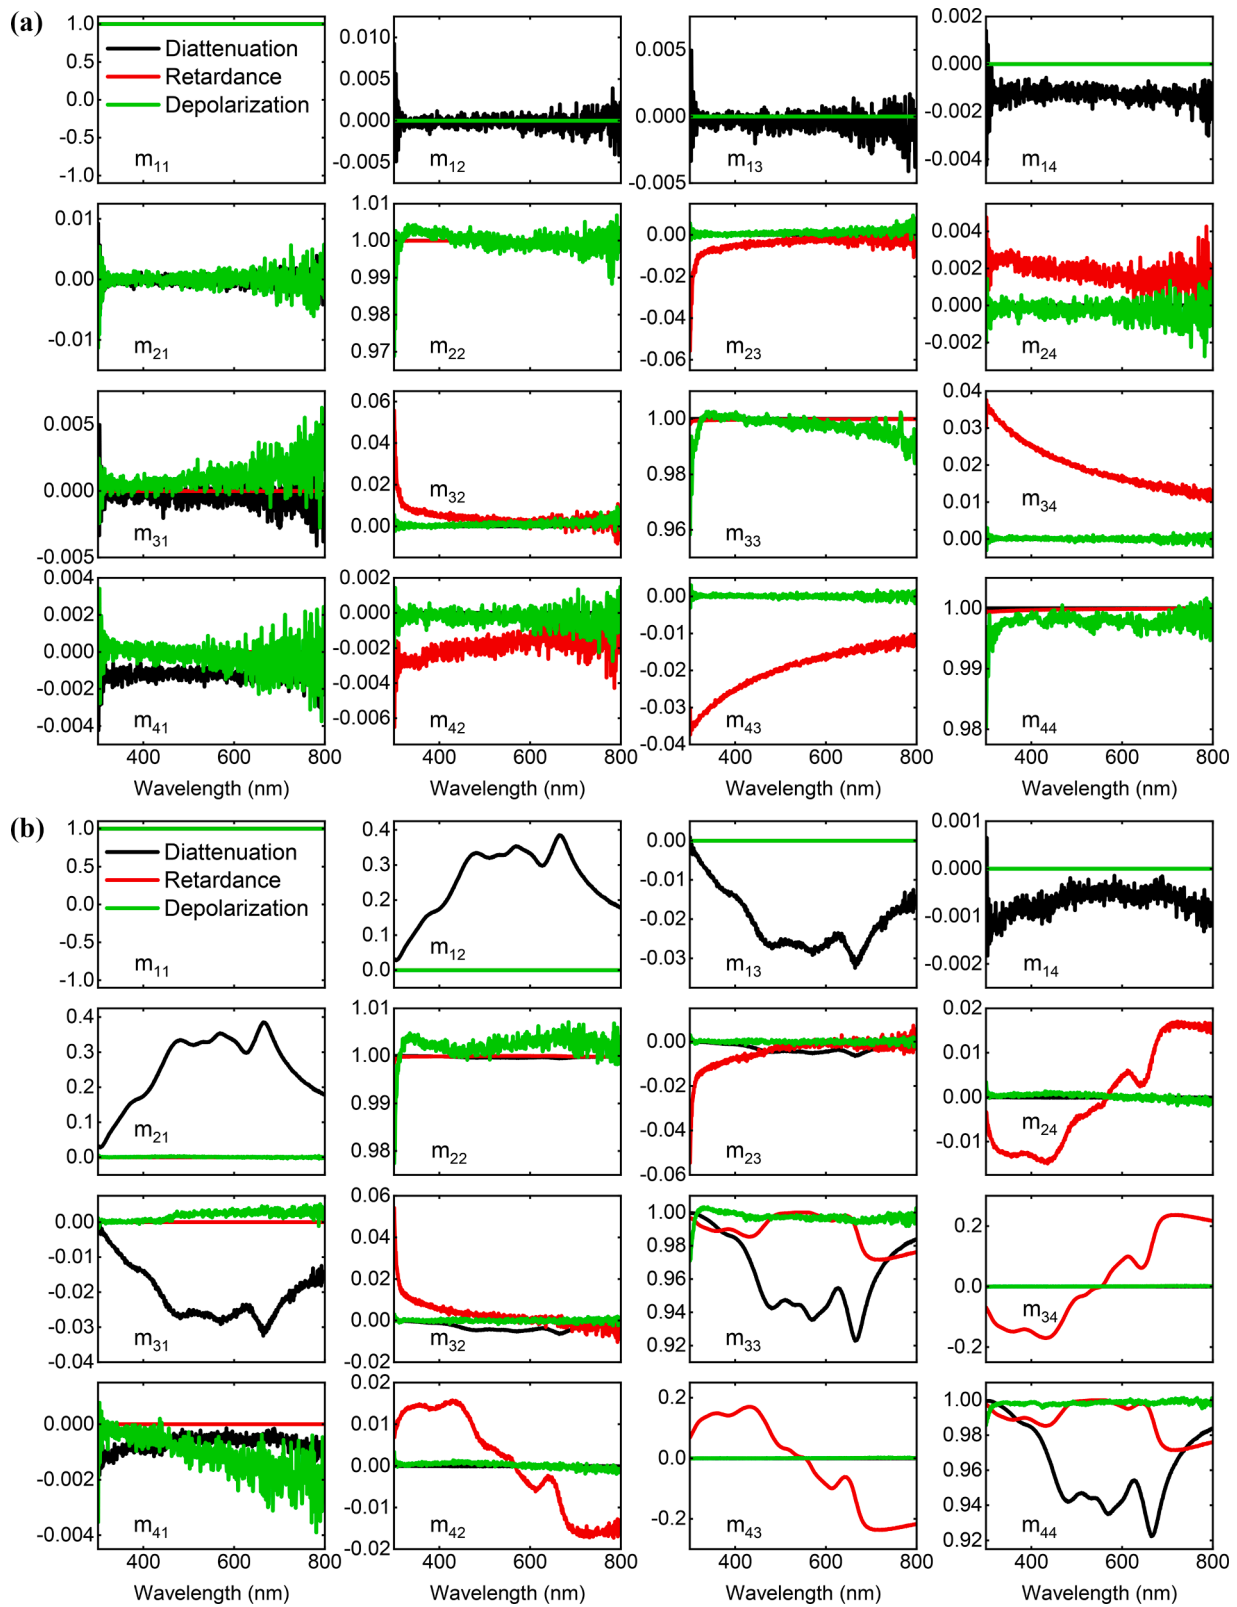 (a)
1.0
0.5
0.0
-0.5
-1.0
Diattenuation
Retardance
Depolarization
m11
0.010
0.005
0.000
-0.005
m12
0.005
0.000
-0.005
m13
0.002
0.000
-0.002
-0.004
m14
0.01
0.00
-0.01
m21
1.01
1.00
0.99
0.98
0.97
m22
0.00
-0.02
-0.04
-0.06
m23
0.004
0.002
0.000
-0.002
m24
0.005
0.000
-0.005
m31
0.06
0.04
0.02
0.00
m32
1.00
0.98
0.96
m33
0.04
0.03
0.02
0.01
0.00
m34
0.004
0.002
0.000
-0.002
-0.004
m41
400 600 800
Wavelength (nm)
0.002
0.000
-0.002
-0.004
-0.006
m42
400 600 800
Wavelength (nm)
0.00
-0.01
-0.02
-0.03
-0.04
m43
400 600 800
Wavelength (nm)
1.00
0.99
0.98
m44
400 600 800
Wavelength (nm)
(b)
1.0
0.5
0.0
-0.5
-1.0
Diattenuation
Retardance
Depolarization
m11
0.4
0.3
0.2
0.1
0.0
m12
0.00
-0.01
-0.02
-0.03
m13
0.001
0.000
-0.001
-0.002
m14
0.4
0.3
0.2
0.1
0.0
m21
1.01
1.00
0.99
0.98
m22
0.00
-0.02
-0.04
-0.06
m23
0.02
0.01
0.00
-0.01
m24
0.00
-0.01
-0.02
-0.03
-0.04
m31
0.06
0.04
0.02
0.00
-0.02
m32
1.00
0.98
0.96
0.94
0.92
m33
0.2
0.0
-0.2
m34
0.000
-0.002
-0.004
m41
400 600 800
Wavelength (nm)
0.02
0.01
0.00
-0.01
-0.02
m42
400 600 800
Wavelength (nm)
0.2
0.0
-0.2
m43
400 600 800
Wavelength (nm)
1.00
0.98
0.96
0.94
0.92
m44
400 600 800
Wavelength (nm)